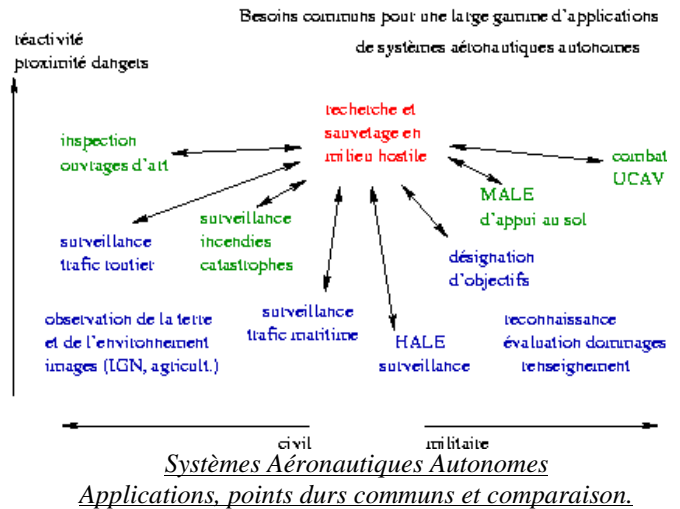 Besoins communs pour une large gamme d'applications
de systèmes aéronautiques autonomes
réactivité
proximité dangers
recherche et
sauvetage en
milieu hostile
inspection
ouvrages d'art
combat
UCAV
MALE
d'appui au sol
surveillance
incendies
catastrophes
surveillance
trafic routier
désignation
d'objectifs
observation de la terre
et de l'environnement
images (IGN, agricult.)
surveillance
trafic maritime
HALE
surveillance
reconnaissance
évaluation dommages
renseignement
civil
militaire
Systèmes Aéronautiques Autonomes
Applications, points durs communs et comparaison.